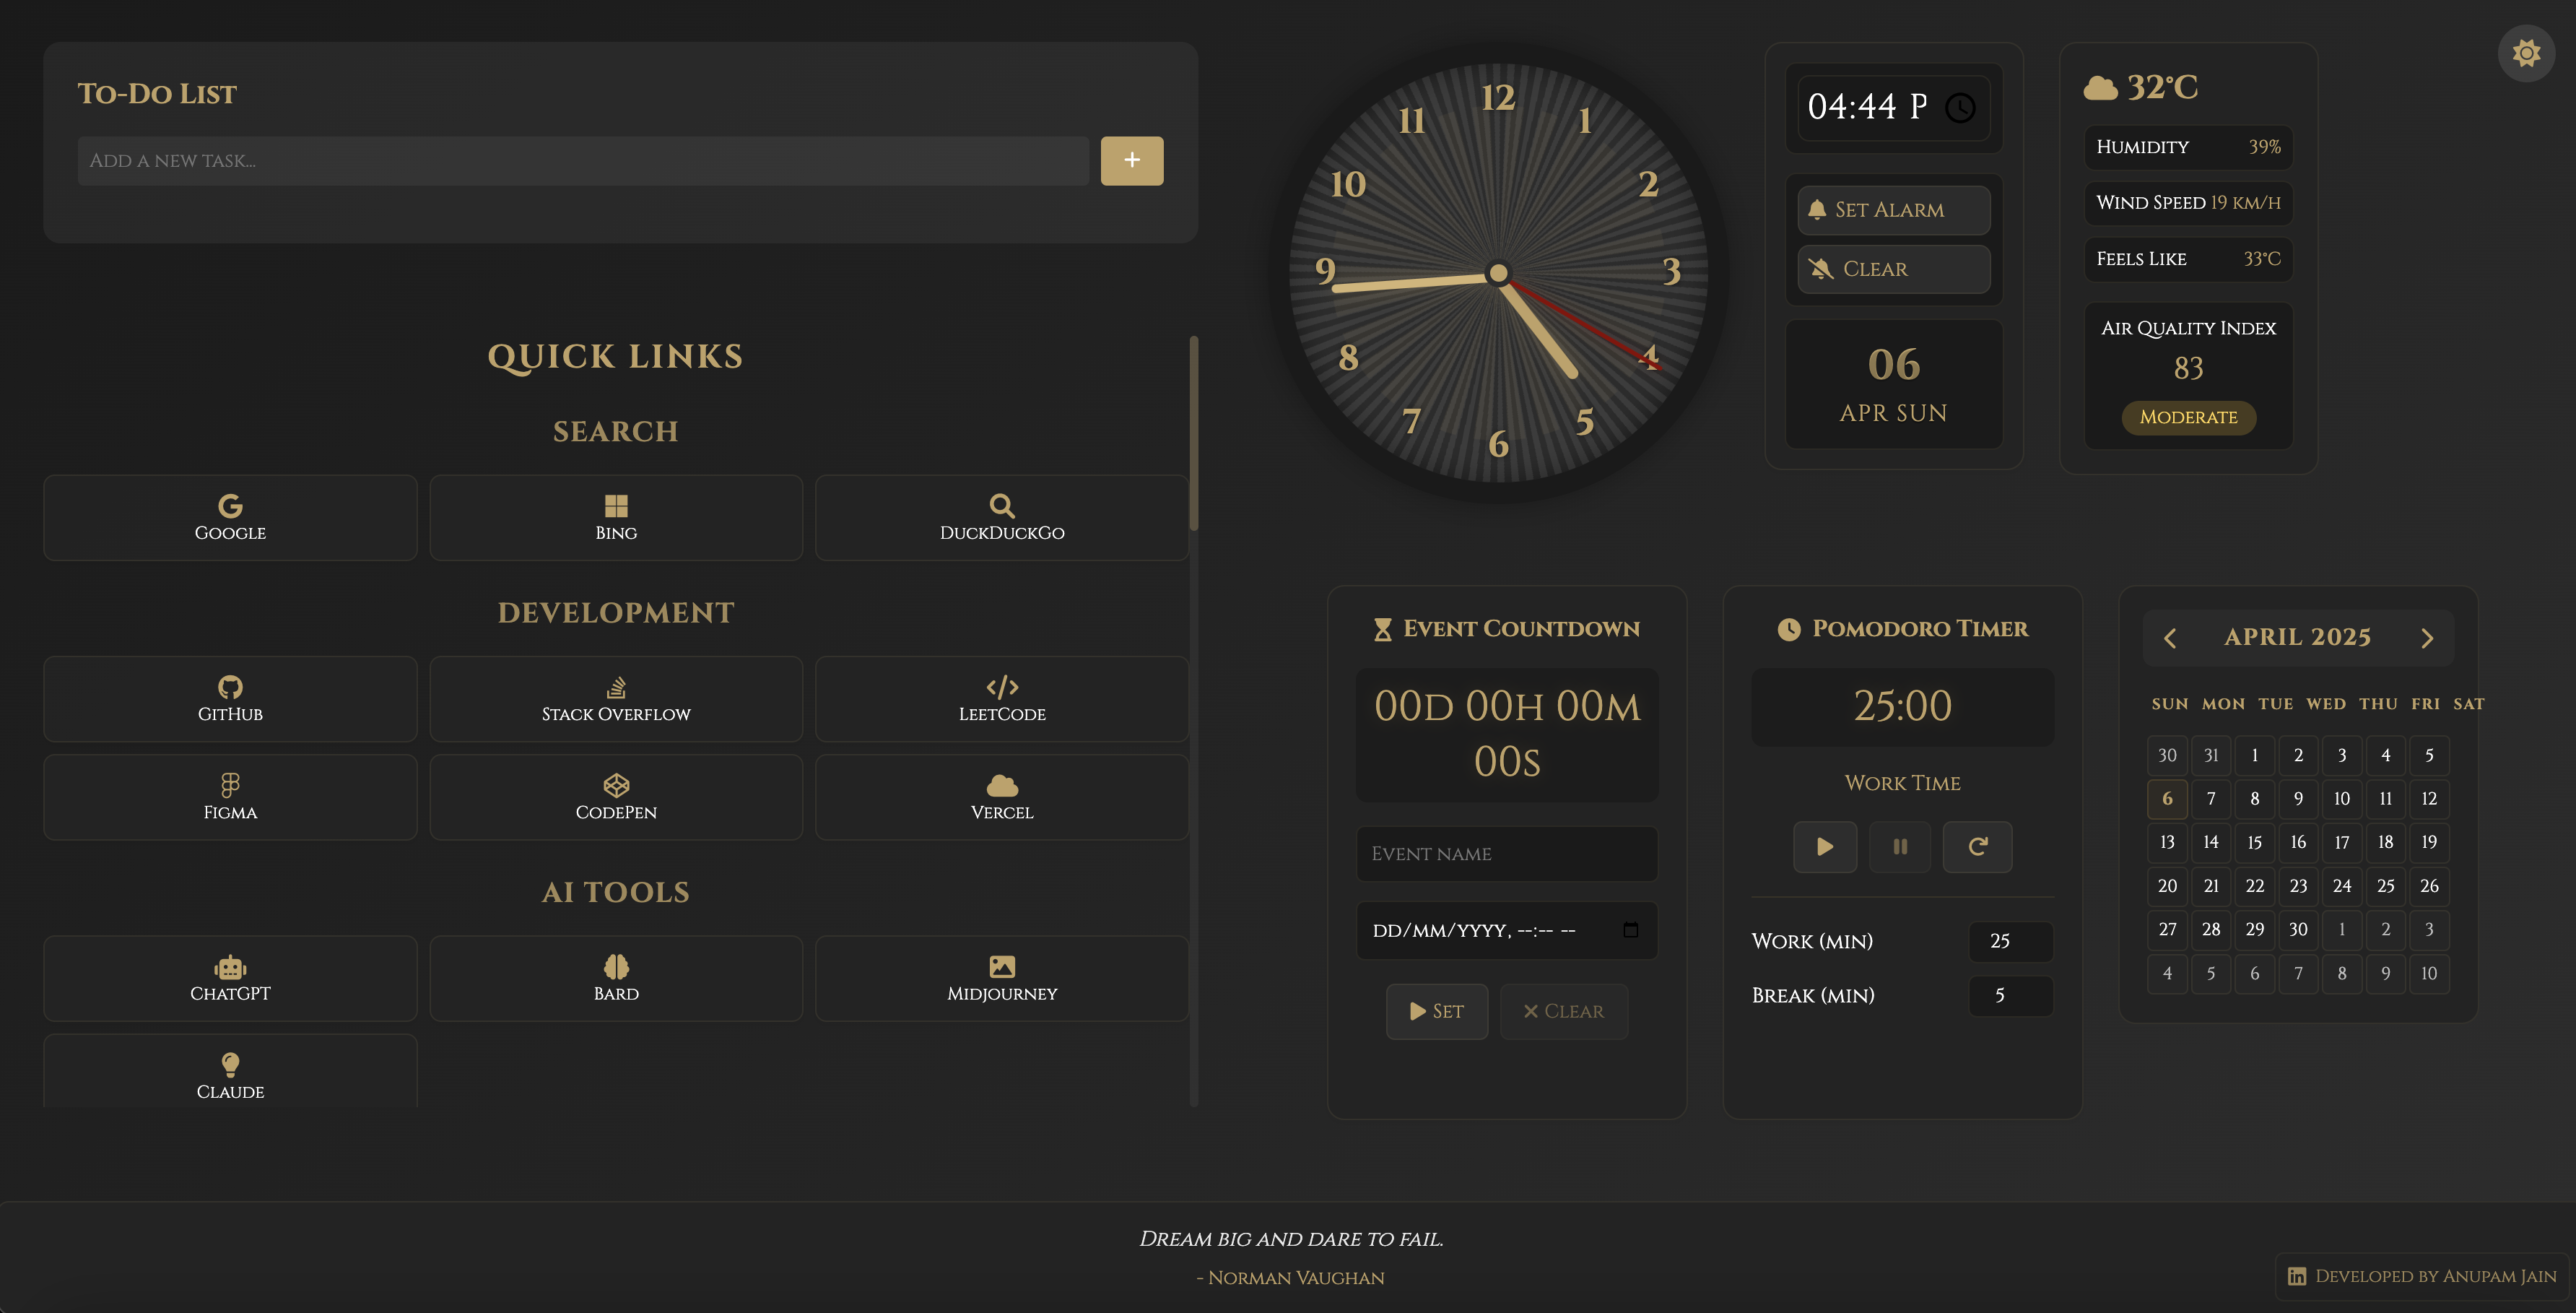 To-Do List
Add a new task...
+
Quick Links
Search
Google
Bing
DuckDuckGo
Development
GitHub
Stack Overflow
LeetCode
Figma
CodePen
Vercel
AI Tools
ChatGPT
Bard
Midjourney
Claude
12
1
2
3
4
5
6
7
8
9
10
11
04:44 P
Set Alarm
Clear
06
APR SUN
32°C
Humidity 39%
Wind Speed 19 km/h
Feels Like 33°C
Air Quality Index
83
Moderate
Event Countdown
00d 00h 00m
00s
Event name
dd/mm/yyyy, --:-- --
Set
Clear
Pomodoro Timer
25:00
Work Time
Work (min) 25
Break (min) 5
April 2025
Sun Mon Tue Wed Thu Fri Sat
30 31 1 2 3 4 5
6 7 8 9 10 11 12
13 14 15 16 17 18 19
20 21 22 23 24 25 26
27 28 29 30 1 2 3
4 5 6 7 8 9 10
Dream big and dare to fail.
- Norman Vaughan
in Developed by Anupam Jain